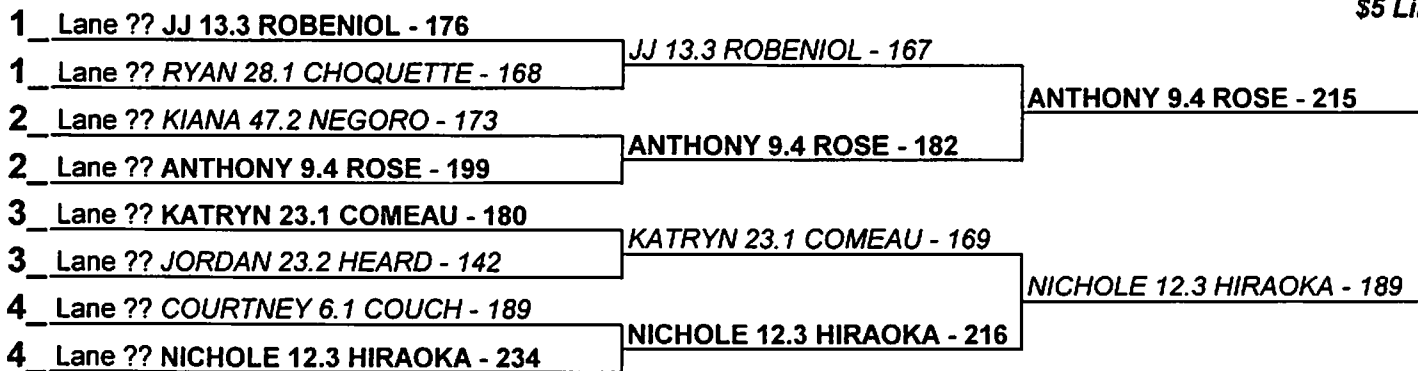 $5
1_ Lane ?? JJ 13.3 ROBENIOL - 176
JJ 13.3 ROBENIOL - 167
1_ Lane ?? RYAN 28.1 CHOQUETTE - 168
ANTHONY 9.4 ROSE - 215
2_ Lane ?? KIANA 47.2 NEGORO - 173
ANTHONY 9.4 ROSE - 182
2_ Lane ?? ANTHONY 9.4 ROSE - 199
3_ Lane ?? KATRYN 23.1 COMEAU - 180
KATRYN 23.1 COMEAU - 169
3_ Lane ?? JORDAN 23.2 HEARD - 142
NICHOLE 12.3 HIRAOKA - 189
4_ Lane ?? COURTNEY 6.1 COUCH - 189
NICHOLE 12.3 HIRAOKA - 216
4_ Lane ?? NICHOLE 12.3 HIRAOKA - 234